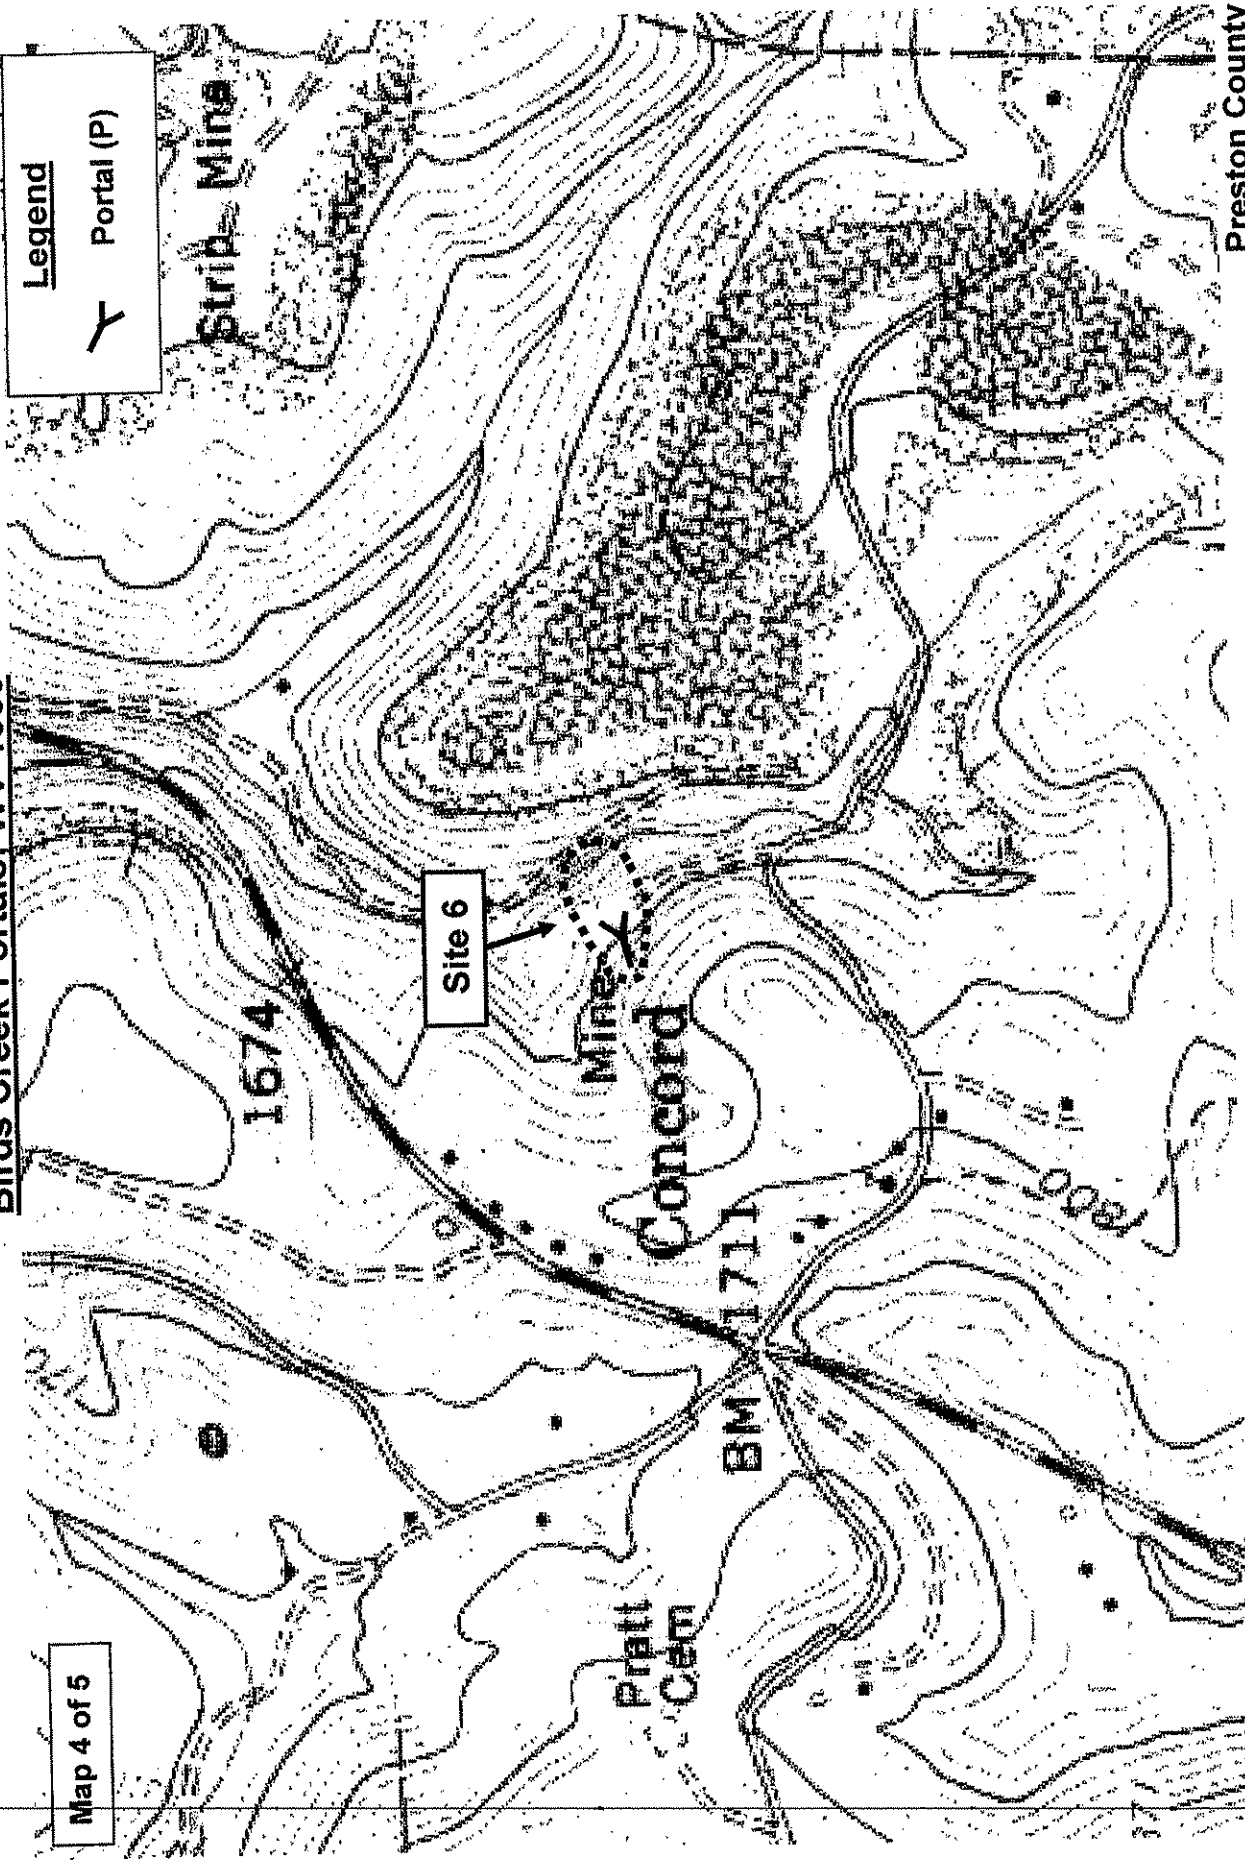 Map 4 of 5
Legend
Portal (P)
Strip Mine
1674
Site 6
Mine
Concord
BM 1711
Pratt
Cem
1800
Preston County